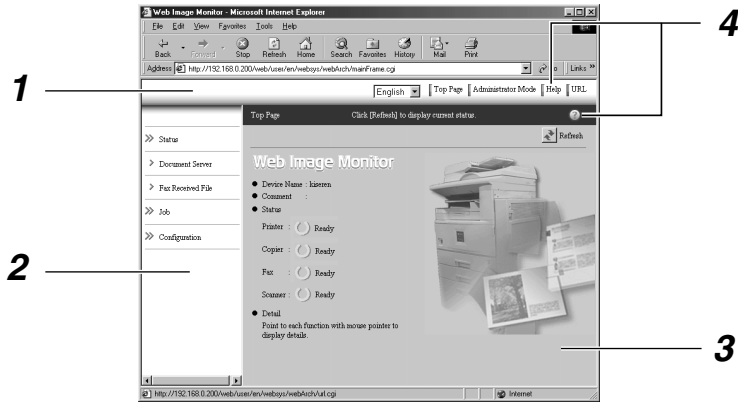 Web Image Monitor - Microsoft Internet Explorer
File Edit View Favorites Tools Help
Back Forward Stop Refresh Home Search Favorites History Mail Print
Address http://192.168.0.200/web/user/en/websys/webArch/mainFrame.cgi Links »
English Top Page Administrator Mode Help URL
Top Page Click [Refresh] to display current status. ?
Refresh
Status
Document Server
Fax Received File
Job
Configuration
Web Image Monitor
Device Name : kiseren
Comment :
Status
Printer : Ready
Copier : Ready
Fax : Ready
Scanner : Ready
Detail
Point to each function with mouse pointer to
display details.
http://192.168.0.200/web/user/en/websys/webArch/url.cgi Internet
1
2
3
4